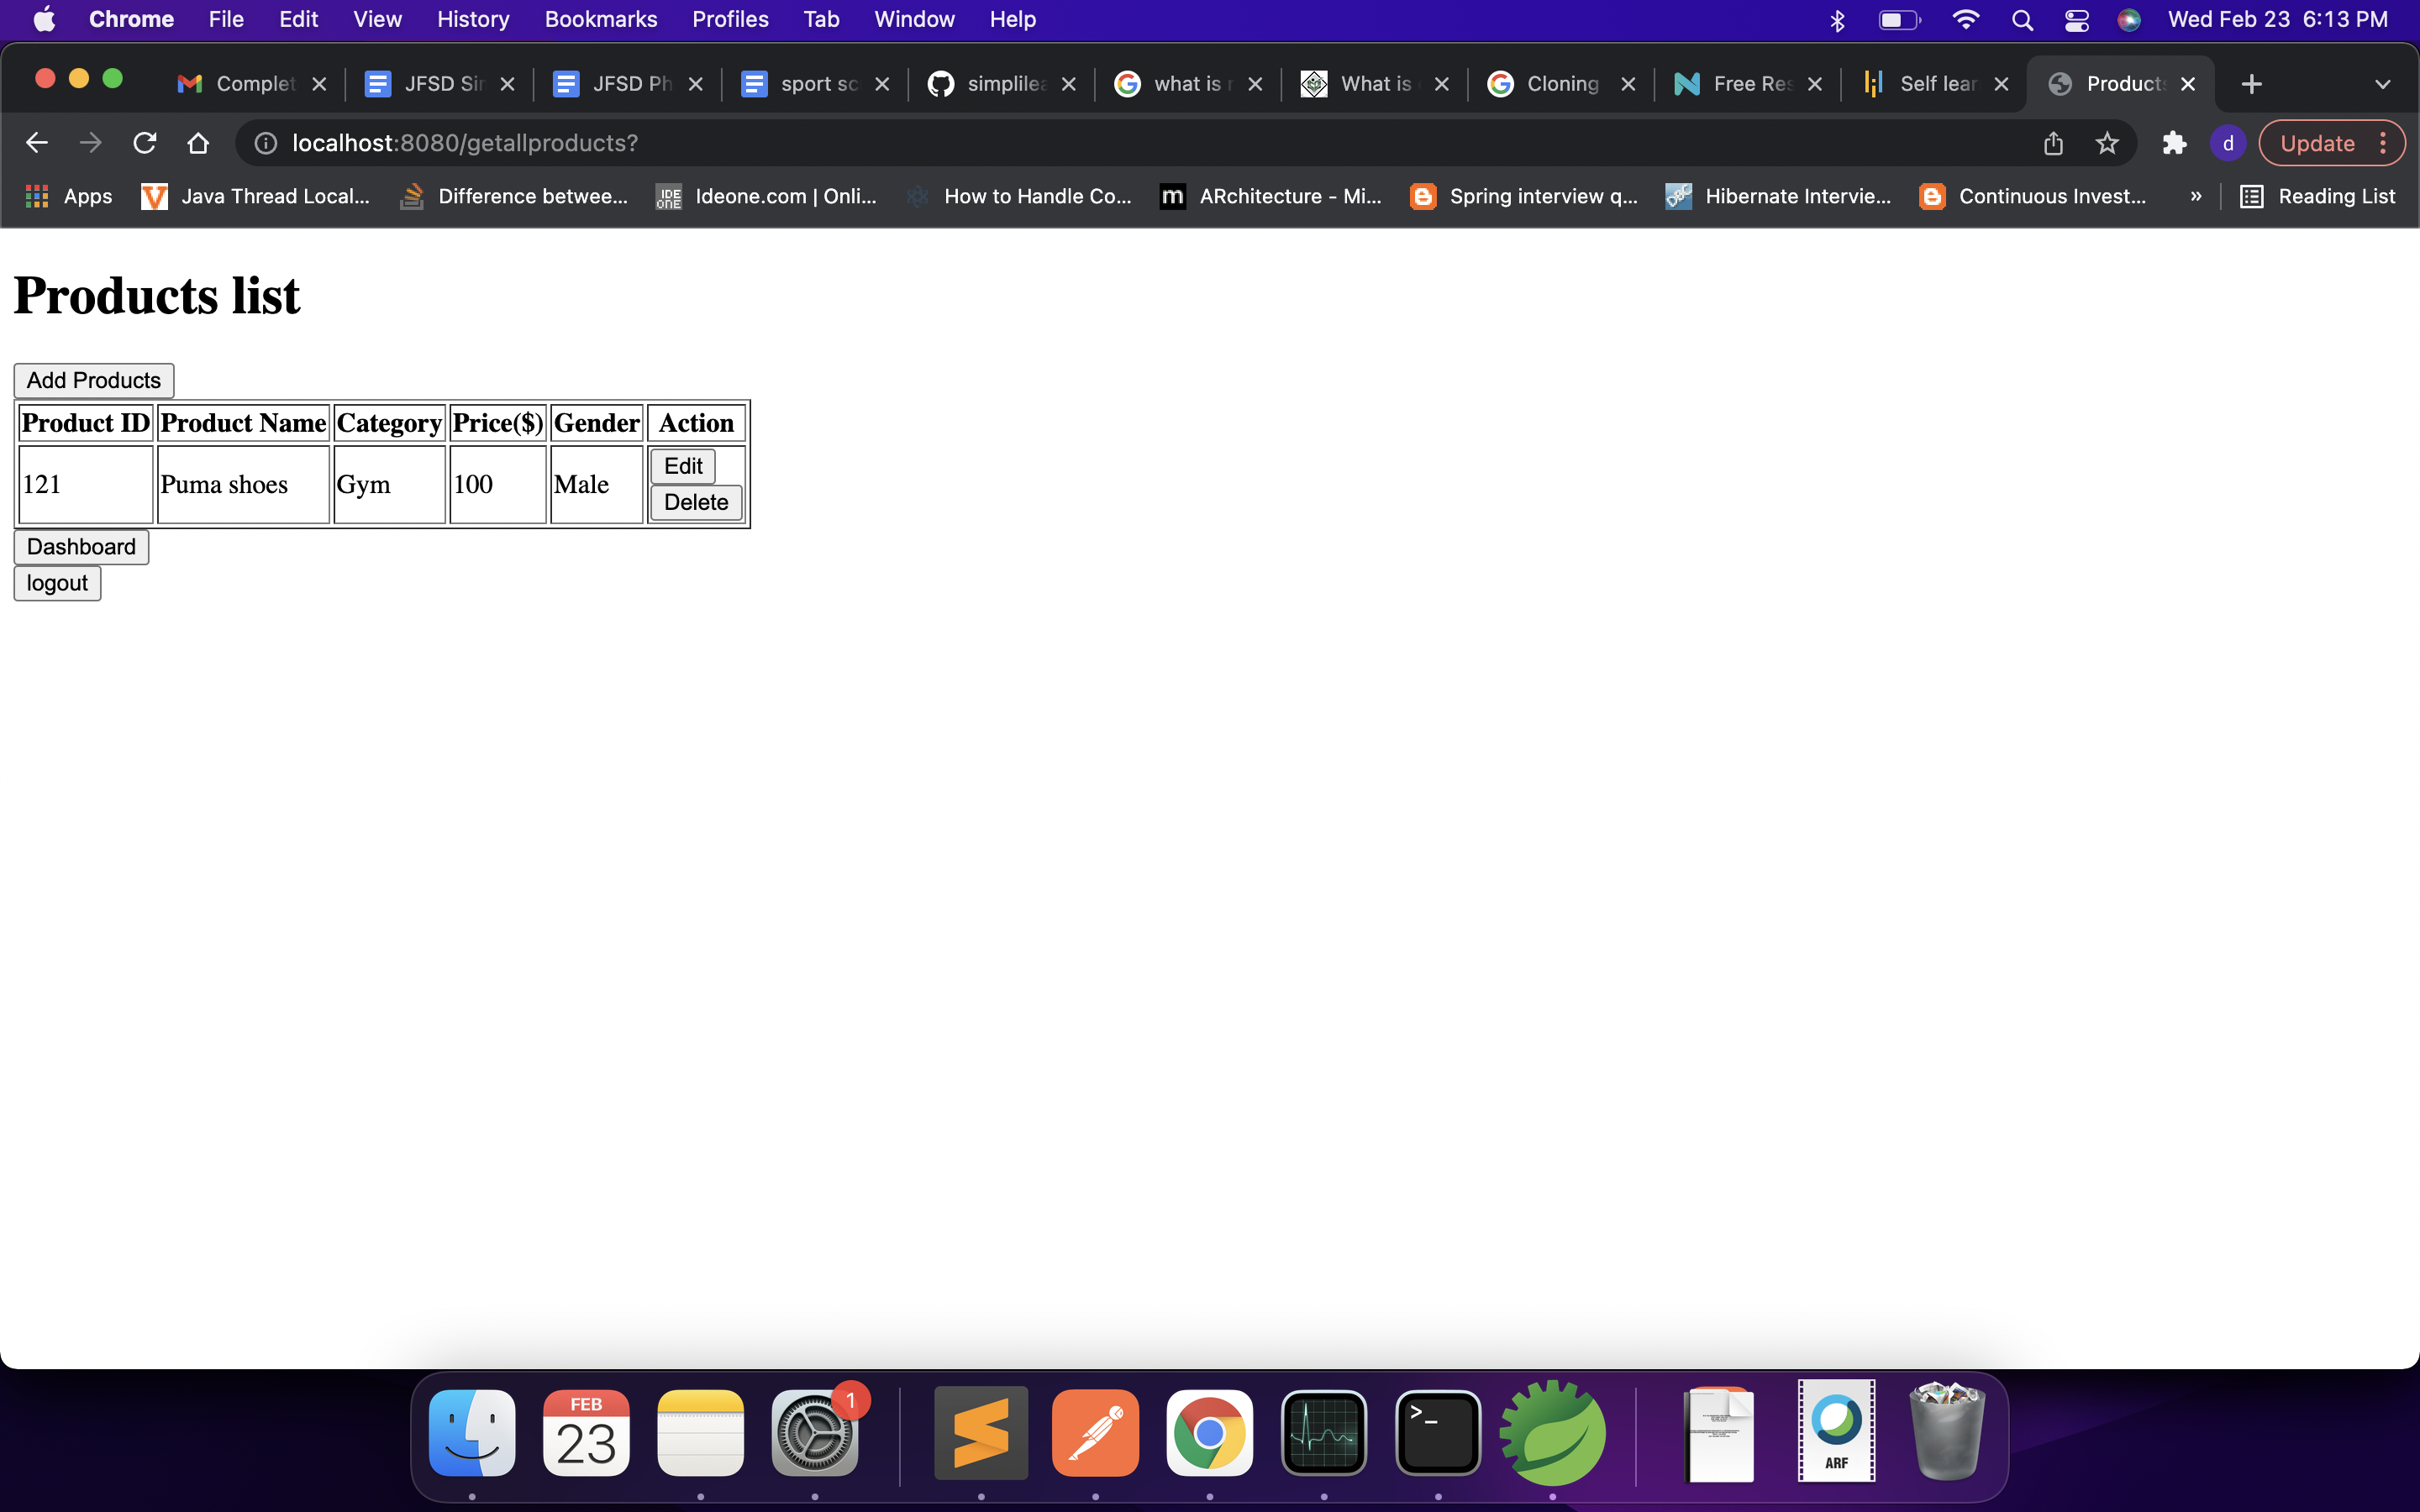 Chrome File Edit View History Bookmarks Profiles Tab Window Help Wed Feb 23 6:13 PM
Complet JFSD Sir JFSD Ph sport sc simplilea what is What is Cloning Free Res Self lear Products
localhost:8080/getallproducts? d Update
Apps Java Thread Local... Difference betwee... IDE ONE Ideone.com | Onli... How to Handle Co... m ARchitecture - Mi... Spring interview q... Hibernate Intervie... Continuous Invest... » Reading List
Products list
Add Products
Product ID Product Name Category Price($) Gender Action
121 Puma shoes Gym 100 Male Edit
Delete
Dashboard
logout
FEB
23
1
>_
ARF